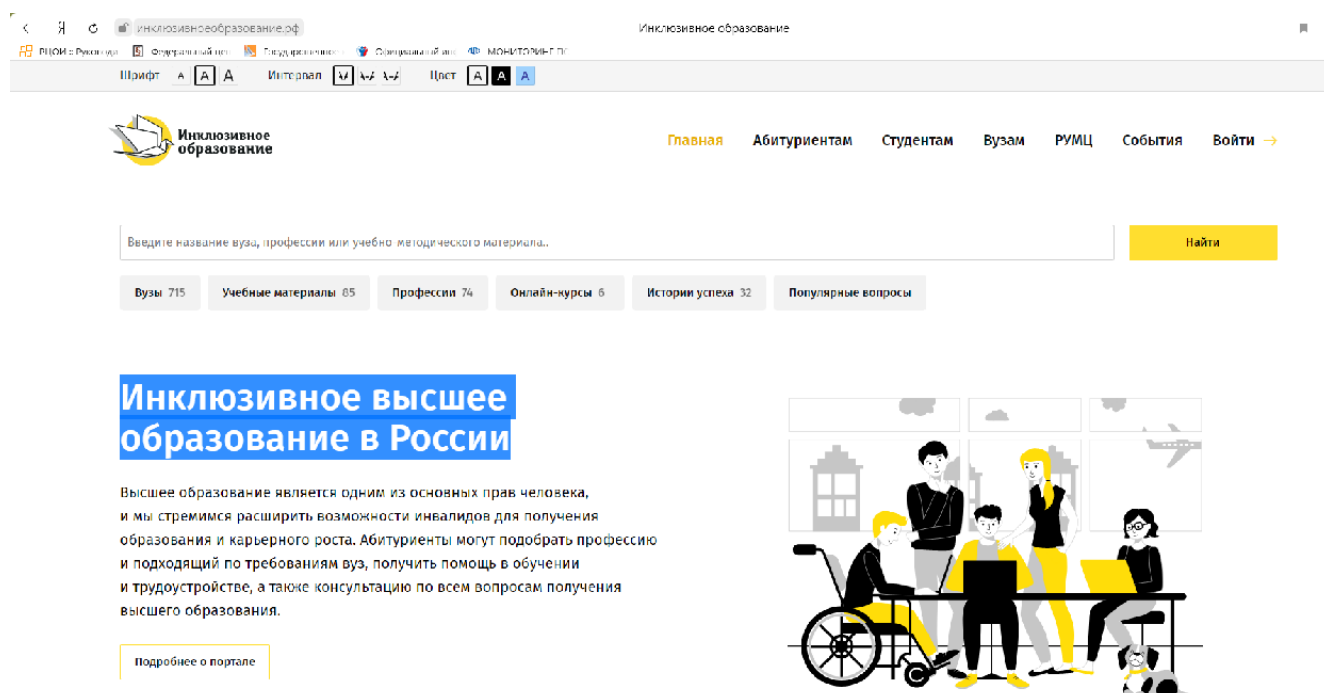 инклюзивноеобразование.рф
Инклюзивное образование
МОНИТОРИНГ ПО
Шрифт А А А Интервал Цвет А А А
Инклюзивное
образование
Главная Абитуриентам Студентам Вузам РУМЦ События Войти →
Введите название вуза, профессии или учебно-методического материала..
Найти
Вузы 715 Учебные материалы 85 Профессии 74 Онлайн-курсы 6 Истории успеха 32 Популярные вопросы
Инклюзивное высшее
образование в России
Высшее образование является одним из основных прав человека,
и мы стремимся расширить возможности инвалидов для получения
образования и карьерного роста. Абитуриенты могут подобрать профессию
и подходящий по требованиям вуз, получить помощь в обучении
и трудоустройстве, а также консультацию по всем вопросам получения
высшего образования.
Подробнее о портале